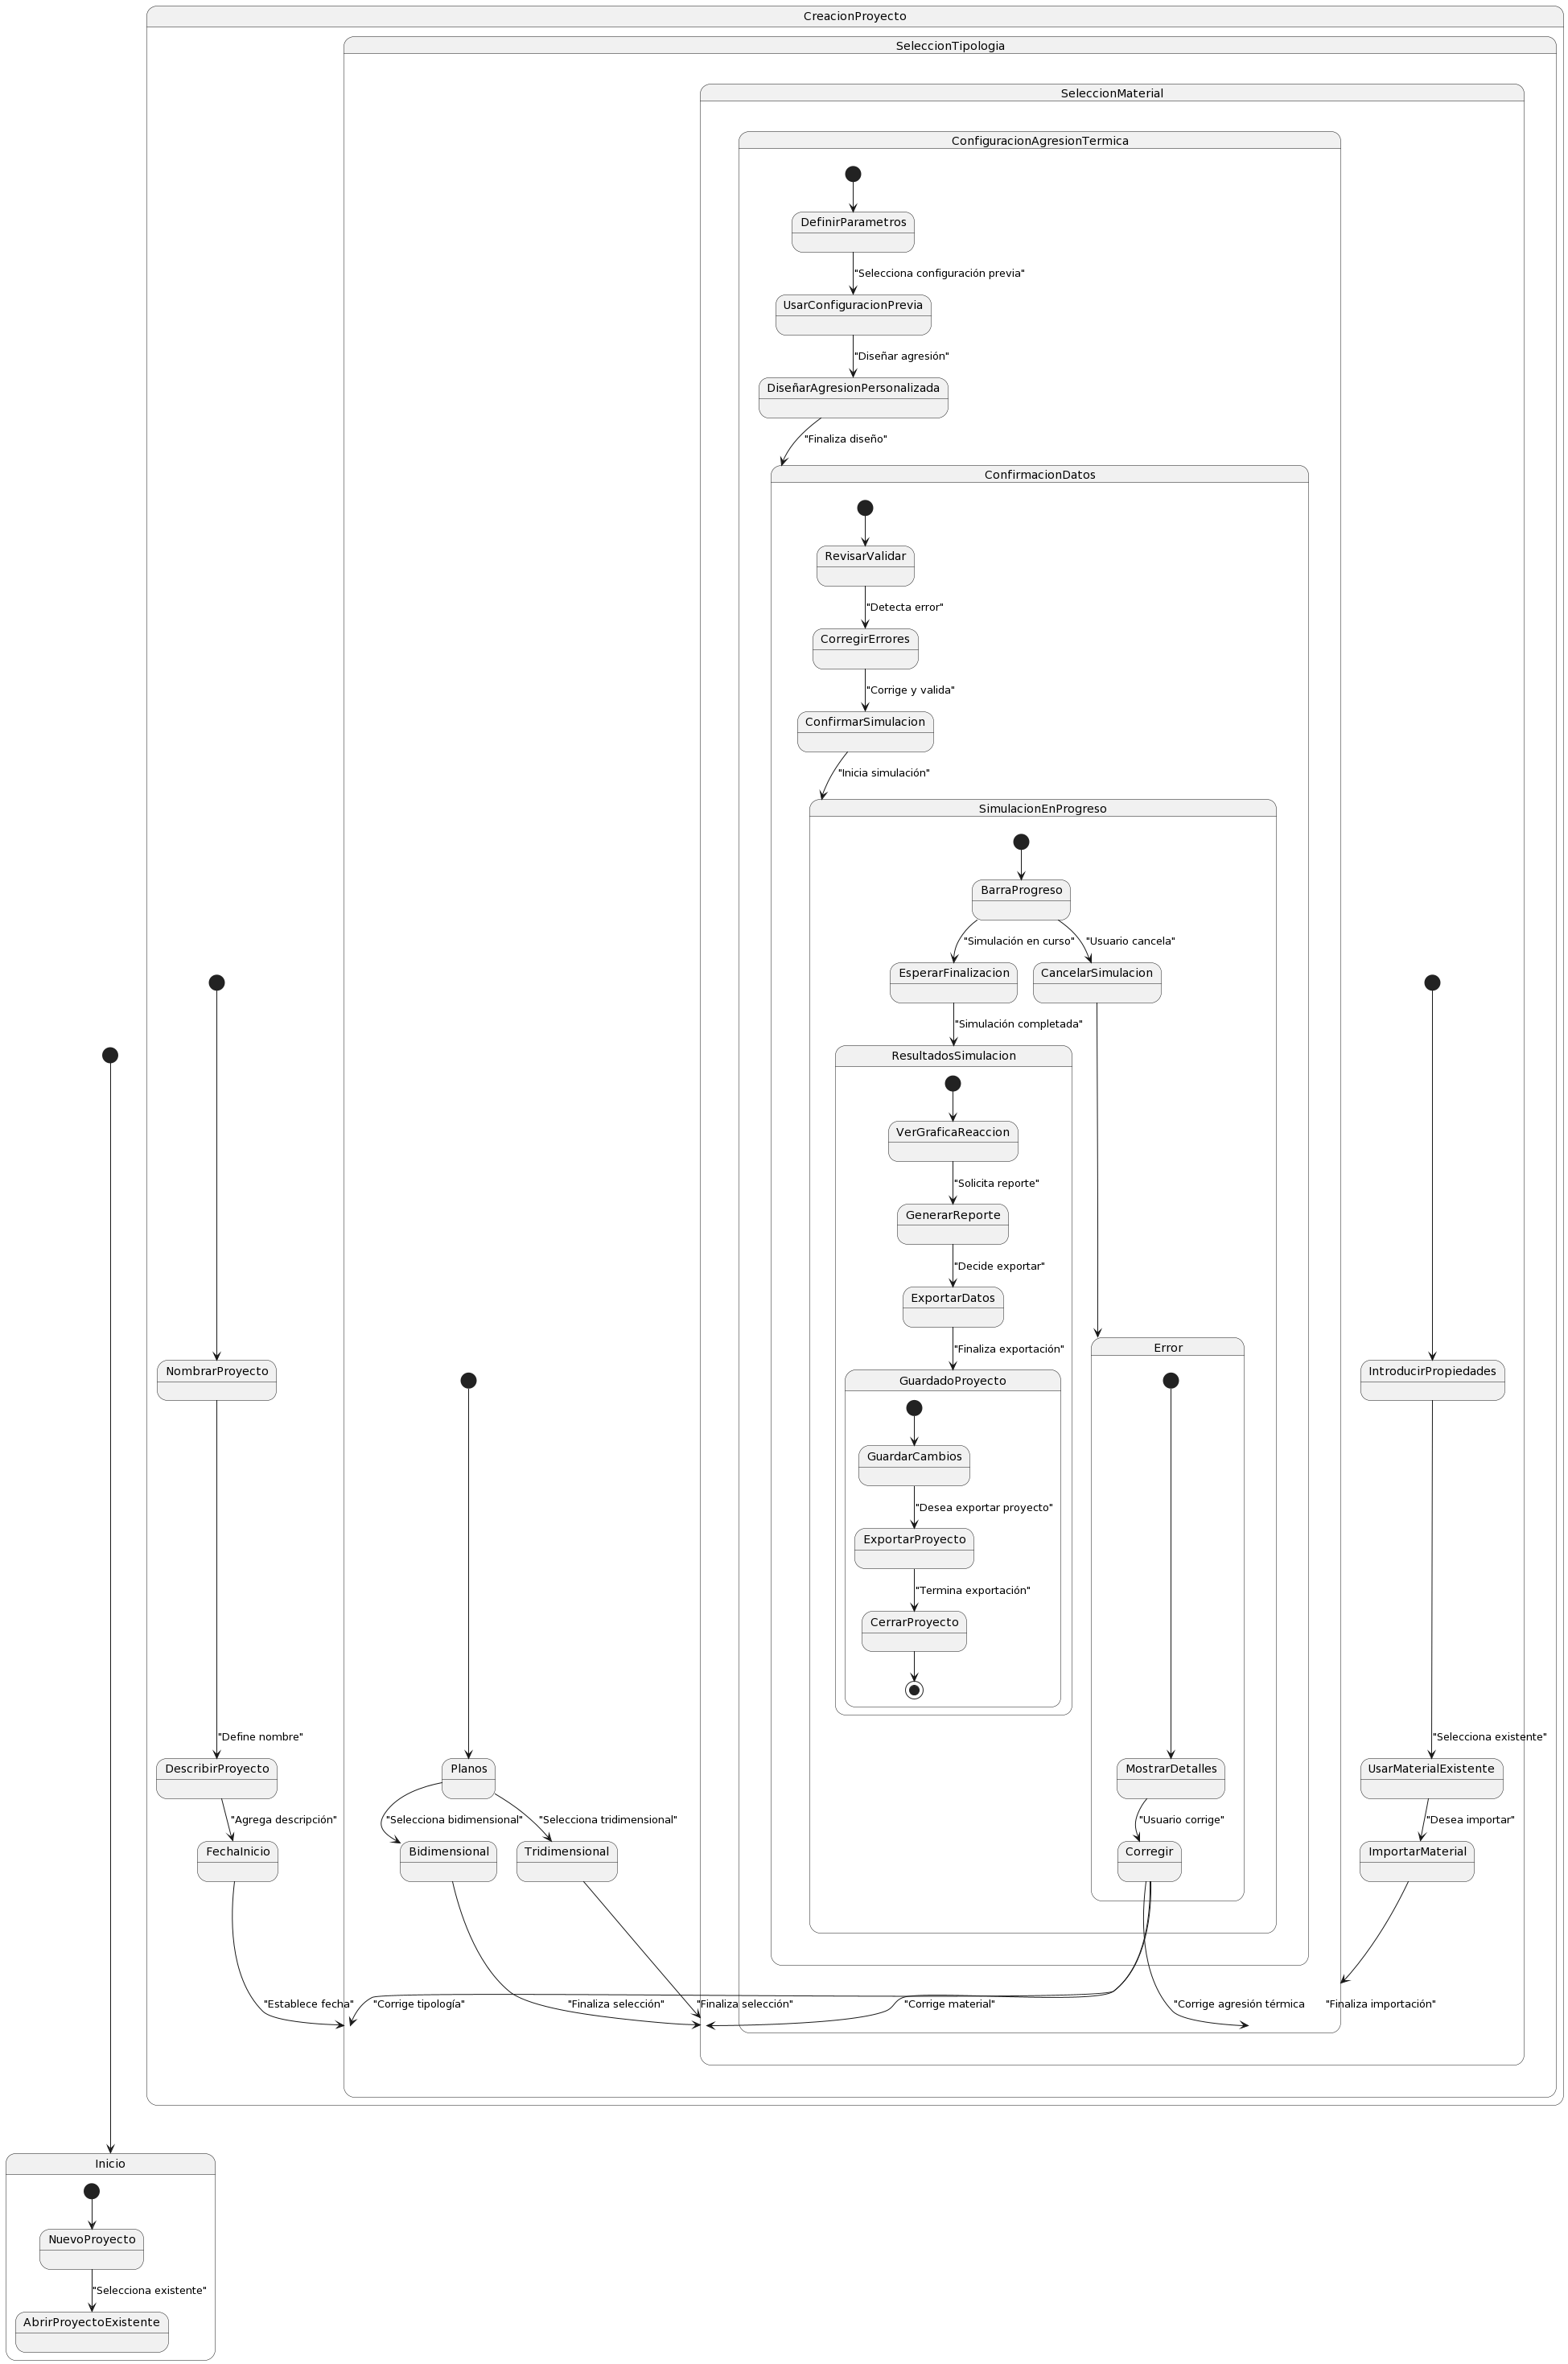 CreacionProyecto
SeleccionTipologia
SeleccionMaterial
ConfiguracionAgresionTermica
DefinirParametros
"Selecciona configuración previa"
UsarConfiguracionPrevia
"Diseñar agresión"
DiseñarAgresionPersonalizada
"Finaliza diseño"
ConfirmacionDatos
RevisarValidar
"Detecta error"
CorregirErrores
"Corrige y valida"
ConfirmarSimulacion
"Inicia simulación"
SimulacionEnProgreso
BarraProgreso
"Simulación en curso"
"Usuario cancela"
EsperarFinalizacion
CancelarSimulacion
"Simulación completada"
ResultadosSimulacion
VerGraficaReaccion
"Solicita reporte"
GenerarReporte
"Decide exportar"
ExportarDatos
"Finaliza exportación"
Error
NombrarProyecto
IntroducirPropiedades
GuardadoProyecto
GuardarCambios
"Desea exportar proyecto"
ExportarProyecto
"Termina exportación"
CerrarProyecto
"Define nombre"
"Selecciona existente"
DescribirProyecto
Planos
MostrarDetalles
UsarMaterialExistente
"Agrega descripción"
"Selecciona bidimensional"
"Selecciona tridimensional"
"Usuario corrige"
"Desea importar"
FechaInicio
Bidimensional
Tridimensional
Corregir
ImportarMaterial
"Establece fecha"
"Corrige tipología"
"Finaliza selección"
"Finaliza selección"
"Corrige material"
"Corrige agresión térmica
"Finaliza importación"
Inicio
NuevoProyecto
"Selecciona existente"
AbrirProyectoExistente